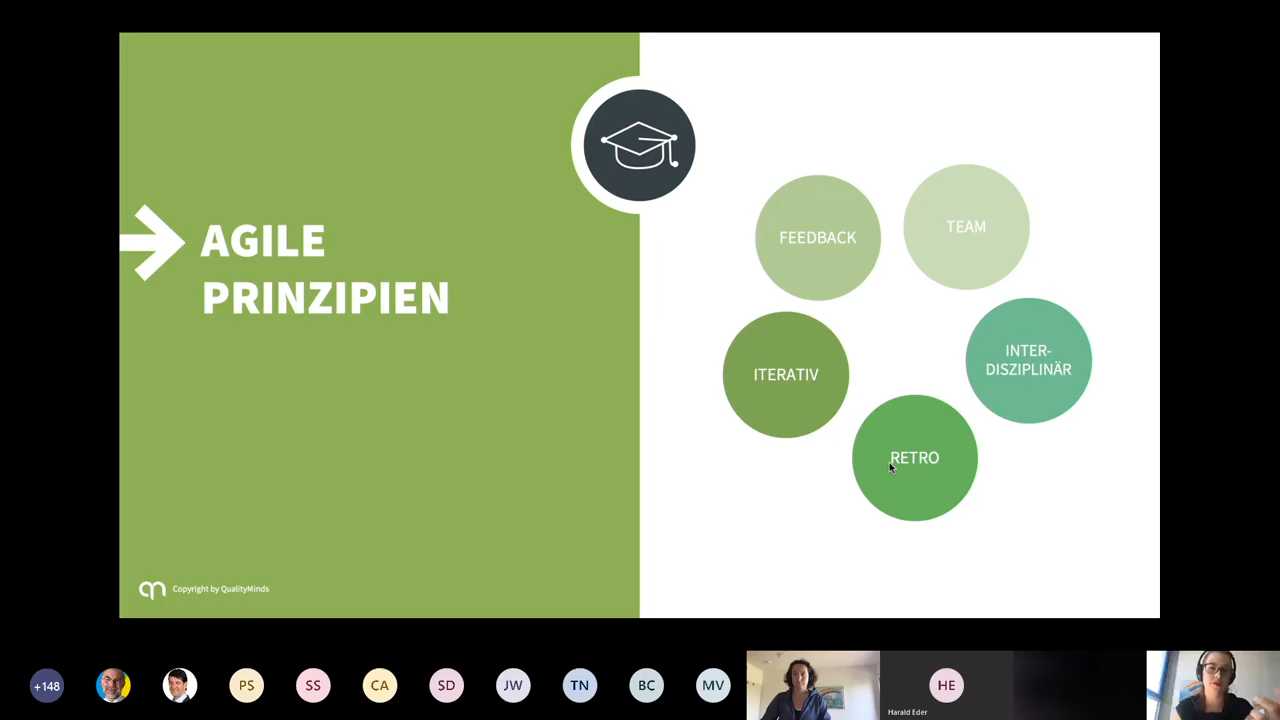 AGILE
PRINZIPIEN
FEEDBACK
TEAM
ITERATIV
INTER-
DISZIPLINÄR
RETRO
Copyright by QualityMinds
+148
PS
SS
CA
SD
JW
TN
BC
MV
HE
Harald Eder